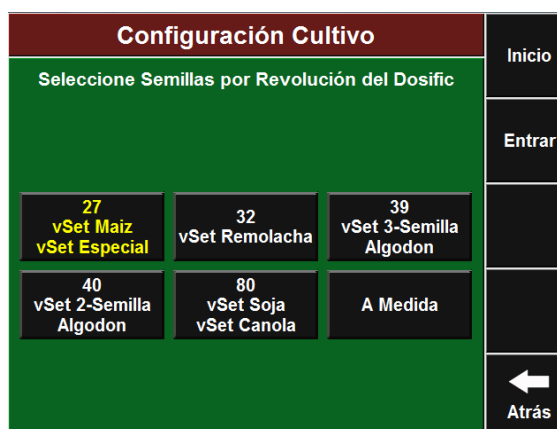 Configuración Cultivo
Seleccione Semillas por Revolución del Dosific
27
vSet Maiz
vSet Especial
32
vSet Remolacha
39
vSet 3-Semilla
Algodon
40
vSet 2-Semilla
Algodon
80
vSet Soja
vSet Canola
A Medida
Inicio
Entrar
Atrás